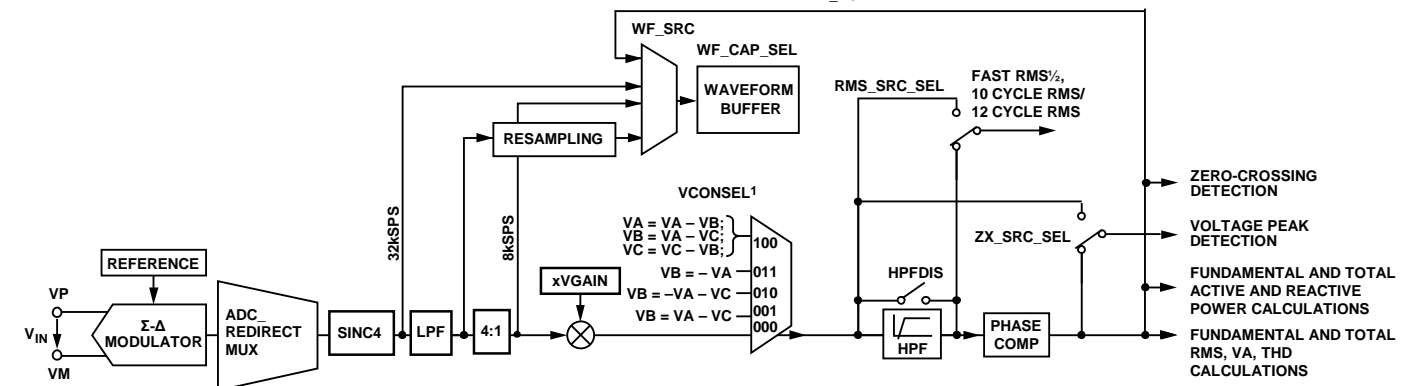 WF_SRC
WF_CAP_SEL
WAVEFORM
BUFFER
RMS_SRC_SEL
FAST RMS½,
10 CYCLE RMS/
12 CYCLE RMS
RESAMPLING
32kSPS
8kSPS
VCONSEL1
VA = VA – VB;
VB = VA – VC;
VC = VC – VB;
100
VB = – VA
011
VB = –VA – VC
010
VB = VA – VC
001
000
ZX_SRC_SEL
ZERO-CROSSING
DETECTION
VOLTAGE PEAK
DETECTION
FUNDAMENTAL AND TOTAL
ACTIVE AND REACTIVE
POWER CALCULATIONS
FUNDAMENTAL AND TOTAL
RMS, VA, THD
CALCULATIONS
REFERENCE
VP
VIN
VM
Σ-Δ
MODULATOR
ADC_
REDIRECT
MUX
SINC4
LPF
4:1
xVGAIN
HPFDIS
HPF
PHASE
COMP